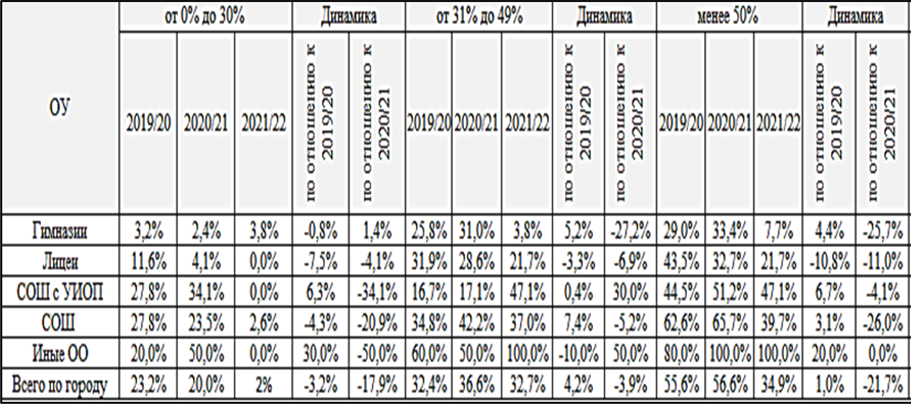 ОУ от 0% до 30% Динамика от 31% до 49% Динамика менее 50% Динамика
2019/20 2020/21 2021/22 по отношению к 2019/20 по отношению к 2020/21 2019/20 2020/21 2021/22 по отношению к 2019/20 по отношению к 2020/21 2019/20 2020/21 2021/22 по отношению к 2019/20 по отношению к 2020/21
Гимназии 3,2% 2,4% 3,8% -0,8% 1,4% 25,8% 31,0% 3,8% 5,2% -27,2% 29,0% 33,4% 7,7% 4,4% -25,7%
Лицеи 11,6% 4,1% 0,0% -7,5% -4,1% 31,9% 28,6% 21,7% -3,3% -6,9% 43,5% 32,7% 21,7% -10,8% -11,0%
СОШ с УИОП 27,8% 34,1% 0,0% 6,3% -34,1% 16,7% 17,1% 47,1% 0,4% 30,0% 44,5% 51,2% 47,1% 6,7% -4,1%
СОШ 27,8% 23,5% 2,6% -4,3% -20,9% 34,8% 42,2% 37,0% 7,4% -5,2% 62,6% 65,7% 39,7% 3,1% -26,0%
Иные ОО 20,0% 50,0% 0,0% 30,0% -50,0% 60,0% 50,0% 100,0% -10,0% 50,0% 80,0% 100,0% 100,0% 20,0% 0,0%
Всего по городу 23,2% 20,0% 2% -3,2% -17,9% 32,4% 36,6% 32,7% 4,2% -3,9% 55,6% 56,6% 34,9% 1,0% -21,7%